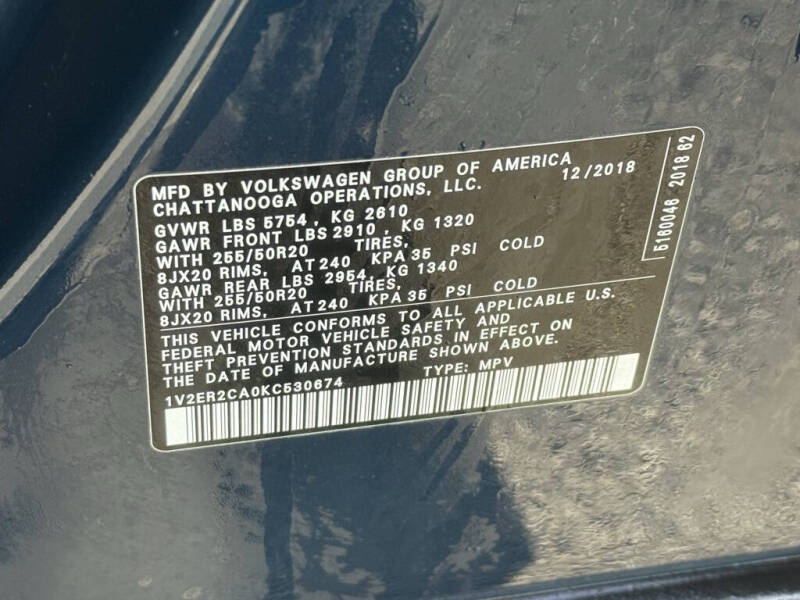 MFD BY VOLKSWAGEN GROUP OF AMERICA
CHATTANOOGA OPERATIONS, LLC. 12/2018
GVWR LBS 5754 , KG 2610
GAWR FRONT LBS 2910 , KG 1320
WITH 255/50R20 TIRES,
8JX20 RIMS, AT 240 KPA 35 PSI COLD
GAWR REAR LBS 2954, KG 1340
WITH 255/50R20 TIRES,
8JX20 RIMS, AT 240 KPA 35 PSI COLD
THIS VEHICLE CONFORMS TO ALL APPLICABLE U.S.
FEDERAL MOTOR VEHICLE SAFETY AND
THEFT PREVENTION STANDARDS IN EFFECT ON
THE DATE OF MANUFACTURE SHOWN ABOVE.
1V2ER2CA0KC530674 TYPE: MPV
5160046 2018 62